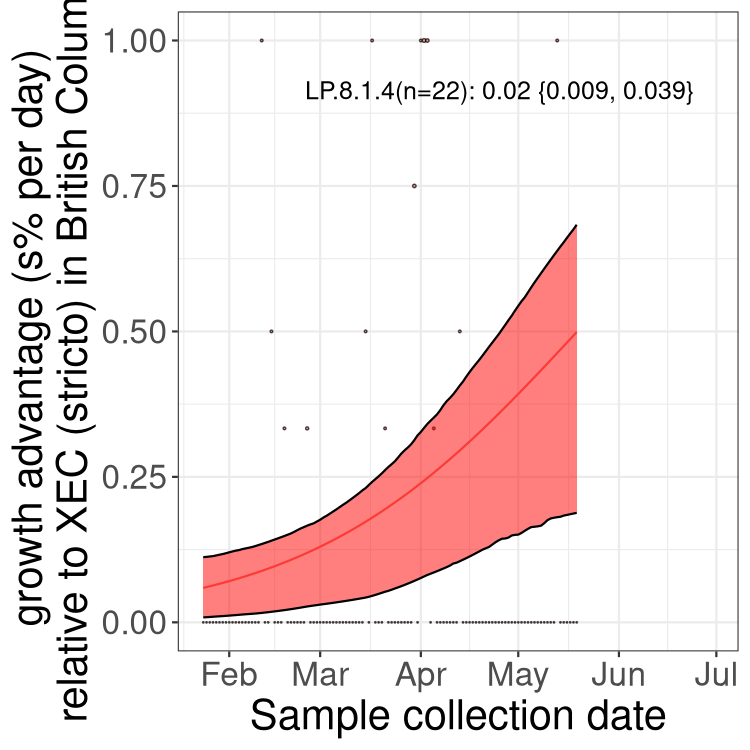 growth advantage (s% per day)
relative to XEC (stricto) in British Colum
1.00
0.75
0.50
0.25
0.00
LP.8.1.4(n=22): 0.02 {0.009, 0.039}
Feb Mar Apr May Jun Jul
Sample collection date